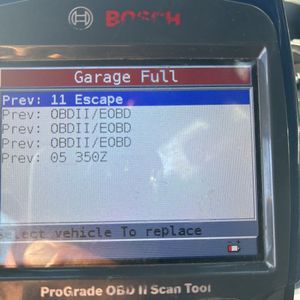 BOSCH
Garage Full
Prev: 11 Escape
Prev: OBDII/EOBD
Prev: OBDII/EOBD
Prev: OBDII/EOBD
Prev: 05 350Z
Select vehicle To replace
ProGrade OBD II Scan Tool